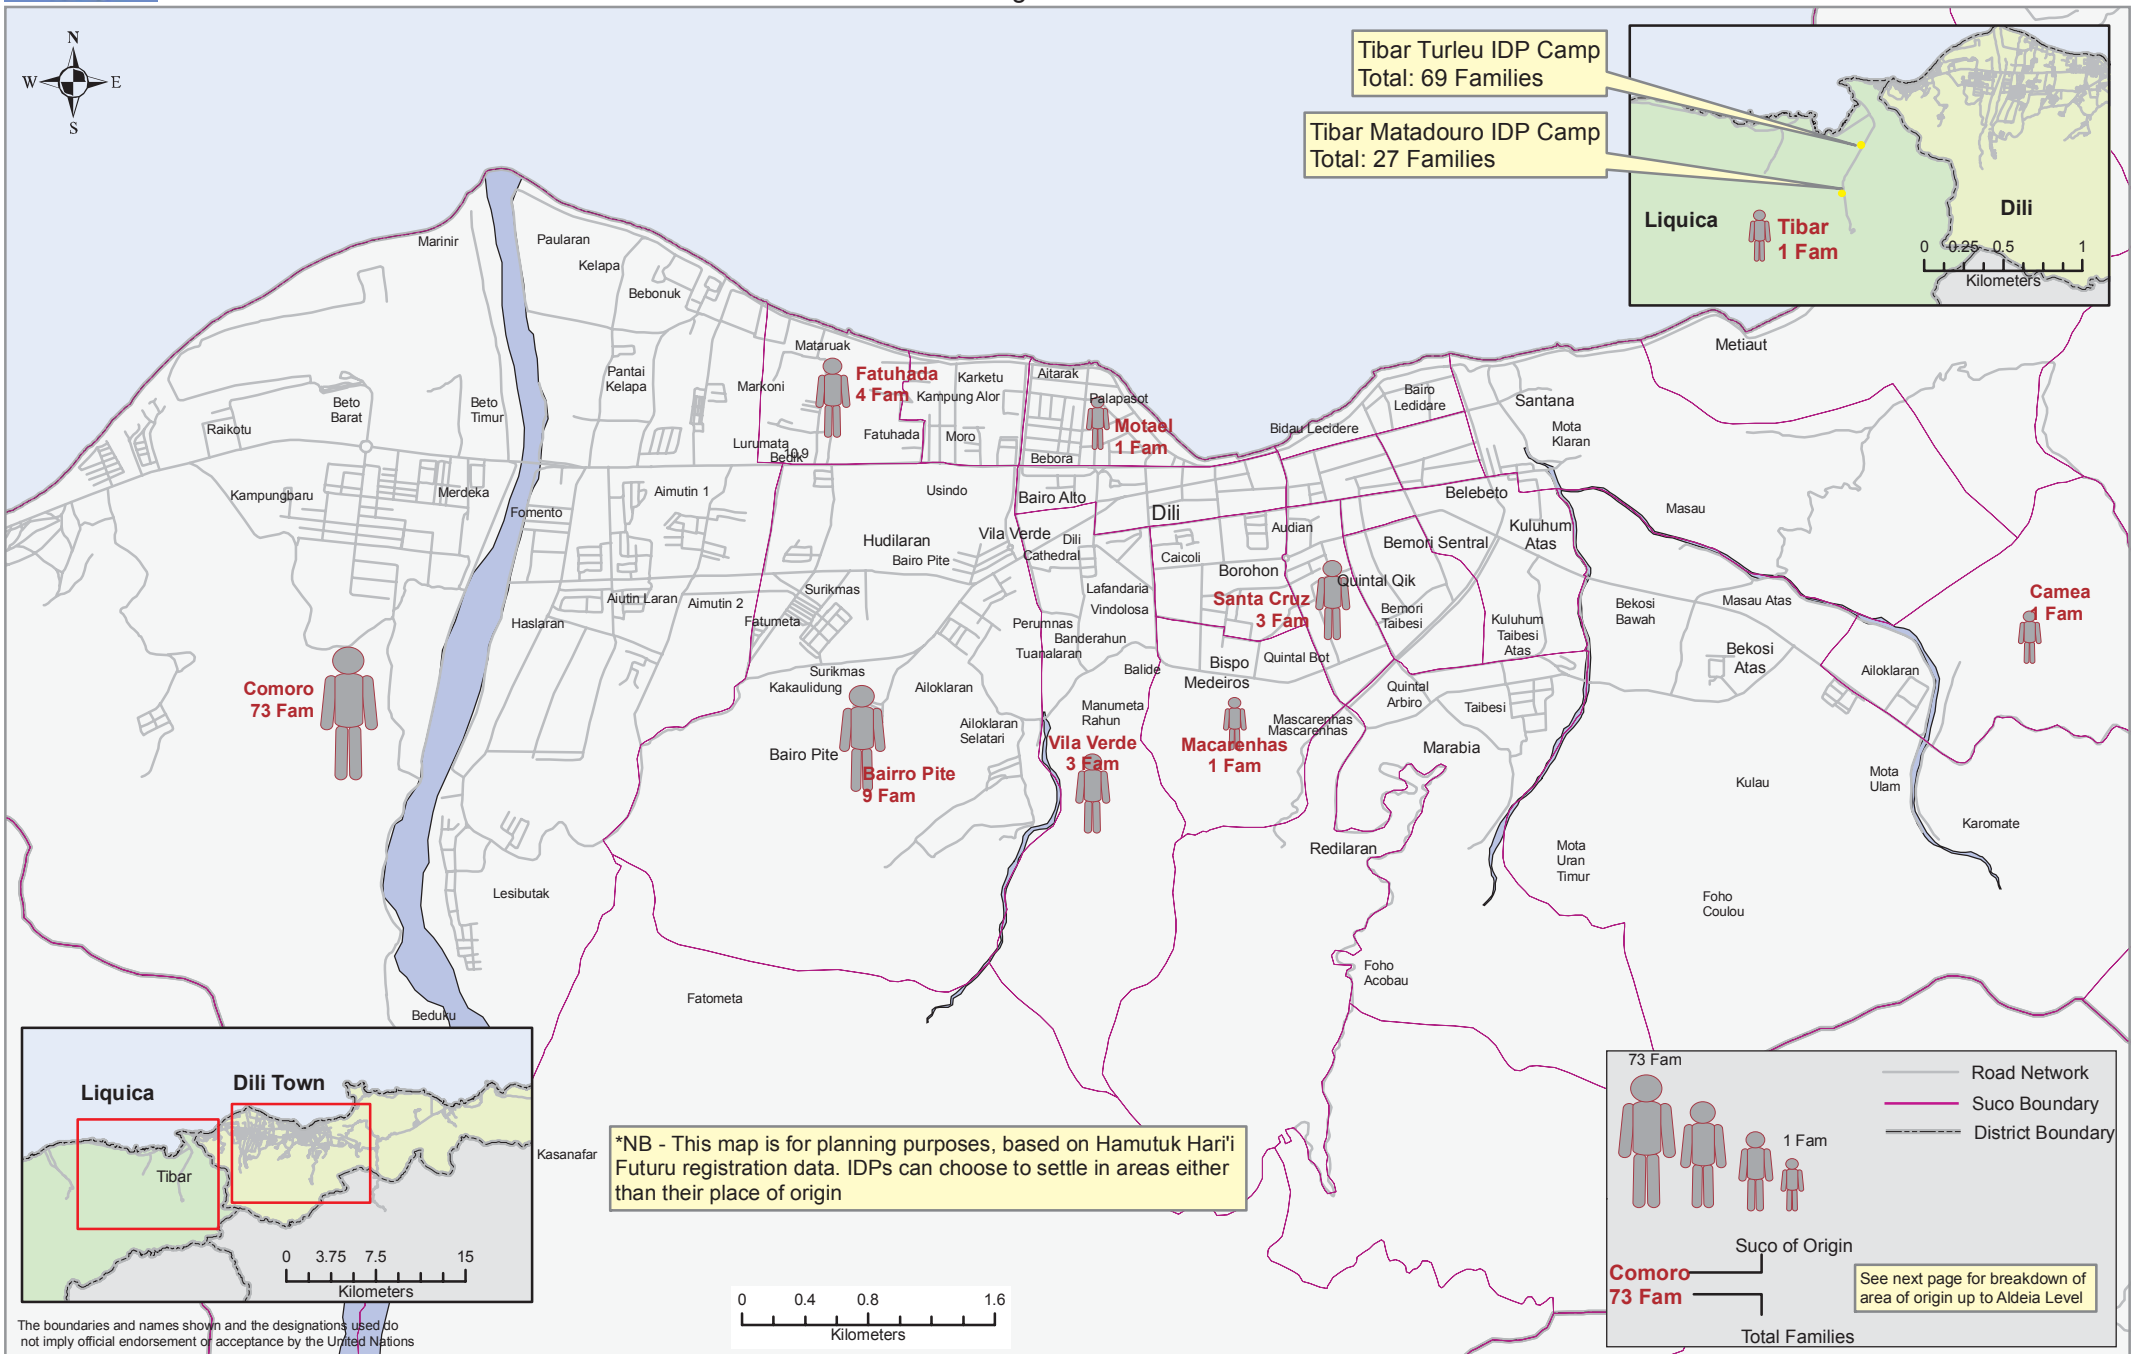 N
W
E
S
Tibar Turleu IDP Camp
Total: 69 Families
Tibar Matadouro IDP Camp
Total: 27 Families
Liquica
Dili
Tibar
1 Fam
0 0.25 0.5 1
Kilometers
Marinir
Paularan
Kelapa
Bebonuk
Mataruak
Metiaut
Pantai
Kelapa
Markoni
Fatuhada
4 Fam
Karketu
Kampung Alor
Aitarak
Palapasot
Bairo
Ledidare
Santana
Beto
Barat
Beto
Timur
Raikotu
Lurumata
Bedik
10.9
Fatuhada
Moro
Motael
1 Fam
Bebora
Bidau Lecidere
Mota
Klaran
Kampungbaru
Merdeka
Fomento
Aimutin 1
Usindo
Bairo Alto
Dili
Belebeto
Masau
Hudilaran
Bairo Pite
Vila Verde
Dili
Cathedral
Caicoli
Audian
Bemori Sentral
Kuluhum
Atas
Borohon
Quintal Qik
Santa Cruz
3 Fam
Camea
1 Fam
Haslaran
Aiutin Laran
Aimutin 2
Surikmas
Fatumeta
Lafandaria
Vindolosa
Perumnas
Banderahun
Tuanalaran
Bemori
Taibesi
Kuluhum
Taibesi
Atas
Bekosi
Bawah
Masau Atas
Bekosi
Atas
Ailoklaran
Comoro
73 Fam
Surikmas
Kakaulidung
Ailoklaran
Balide
Bispo
Medeiros
Quintal Bot
Quintal
Arbiro
Taibesi
Ailoklaran
Selatari
Manumeta
Rahun
Mascarenhas
Mascarenhas
Marabia
Bairo Pite
Bairro Pite
9 Fam
Vila Verde
3 Fam
Macarenhas
1 Fam
Kulau
Mota
Ulam
Karomate
Redilaran
Mota
Uran
Timur
Lesibutak
Foho
Coulou
Foho
Acobau
Fatometa
Beduku
Kasanafar
Liquica
Dili Town
Tibar
0 3.75 7.5 15
Kilometers
The boundaries and names shown and the designations used do
not imply official endorsement or acceptance by the United Nations
*NB - This map is for planning purposes, based on Hamutuk Hari'i
Futuru registration data. IDPs can choose to settle in areas either
than their place of origin
0 0.4 0.8 1.6
Kilometers
73 Fam
1 Fam
Road Network
Suco Boundary
District Boundary
Suco of Origin
Comoro
73 Fam
Total Families
See next page for breakdown of
area of origin up to Aldeia Level